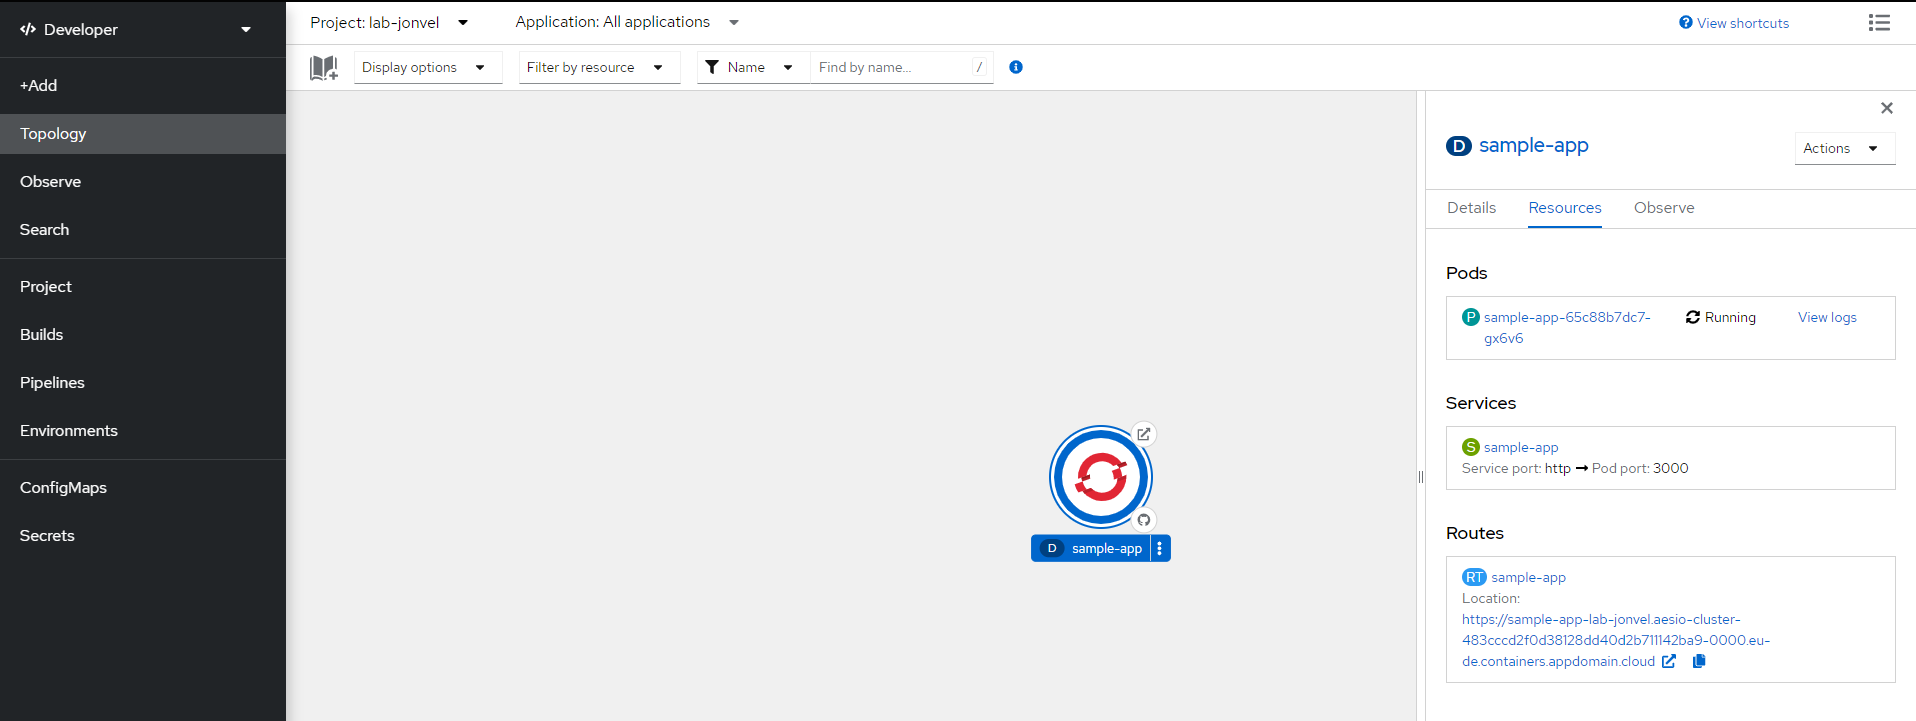 Developer
+Add
Topology
Observe
Search
Project
Builds
Pipelines
Environments
ConfigMaps
Secrets
Project: lab-jonvel
Application: All applications
View shortcuts
Display options
Filter by resource
Name
Find by name...
/
D sample-app
D sample-app
Actions
Details Resources Observe
Pods
P sample-app-65c88b7dc7-
gx6v6
Running
View logs
Services
S sample-app
Service port: http → Pod port: 3000
Routes
RT sample-app
Location:
https://sample-app-lab-jonvel.aesio-cluster-
483cccd2f0d38128dd40d2b711142ba9-0000.eu-
de.containers.appdomain.cloud